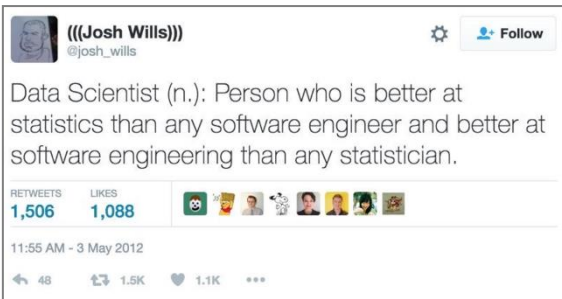 (((Josh Wills)))
@josh_wills
Follow
Data Scientist (n.): Person who is better at
statistics than any software engineer and better at
software engineering than any statistician.
RETWEETS LIKES
1,506 1,088
11:55 AM - 3 May 2012
48 1.5K 1.1K